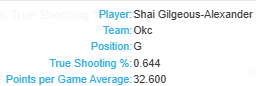 Player: Shai Gilgeous-Alexander
Team: Okc
Position: G
True Shooting %: 0.644
Points per Game Average: 32.600